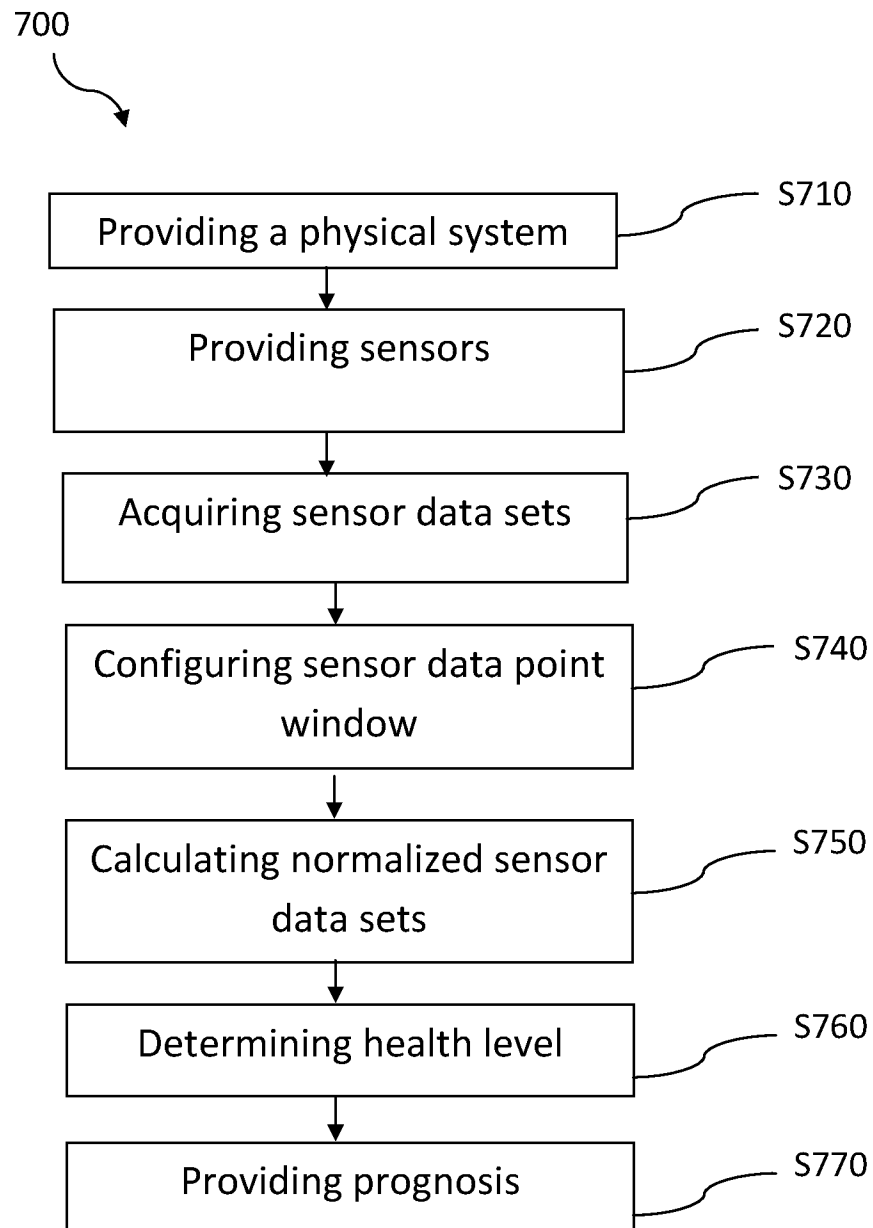 700
Providing a physical system
S710
Providing sensors
S720
Acquiring sensor data sets
S730
Configuring sensor data point
window
S740
Calculating normalized sensor
data sets
S750
Determining health level
S760
Providing prognosis
S770